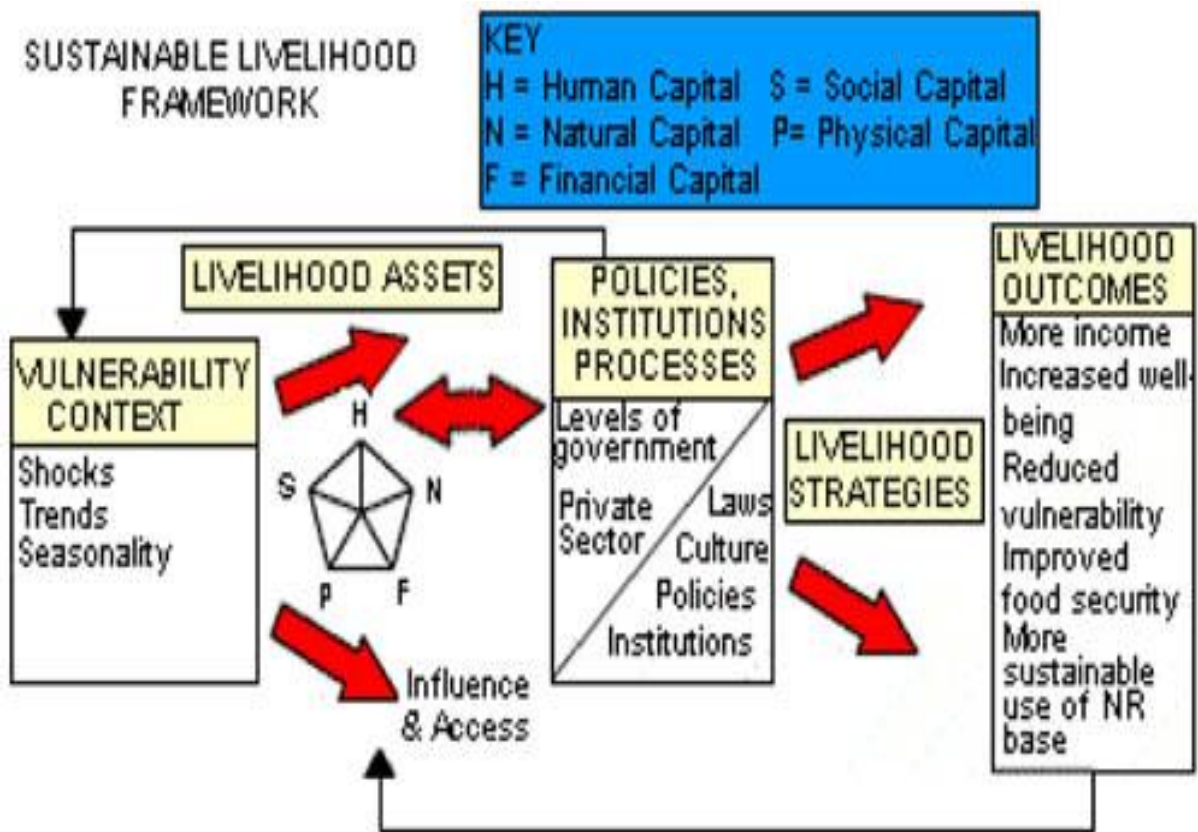 SUSTAINABLE LIVELIHOOD
FRAMEWORK
KEY
H = Human Capital S = Social Capital
N = Natural Capital P= Physical Capital
F = Financial Capital
LIVELIHOOD ASSETS
VULNERABILITY
CONTEXT
Shocks
Trends
Seasonality
H
S
N
P
F
Influence
& Access
POLICIES,
INSTITUTIONS
PROCESSES
Levels of
government
Private
Sector
Laws
Culture
Policies
Institutions
LIVELIHOOD
STRATEGIES
LIVELIHOOD
OUTCOMES
More income
Increased well-
being
Reduced
vulnerability
Improved
food security
More
sustainable
use of NR
base